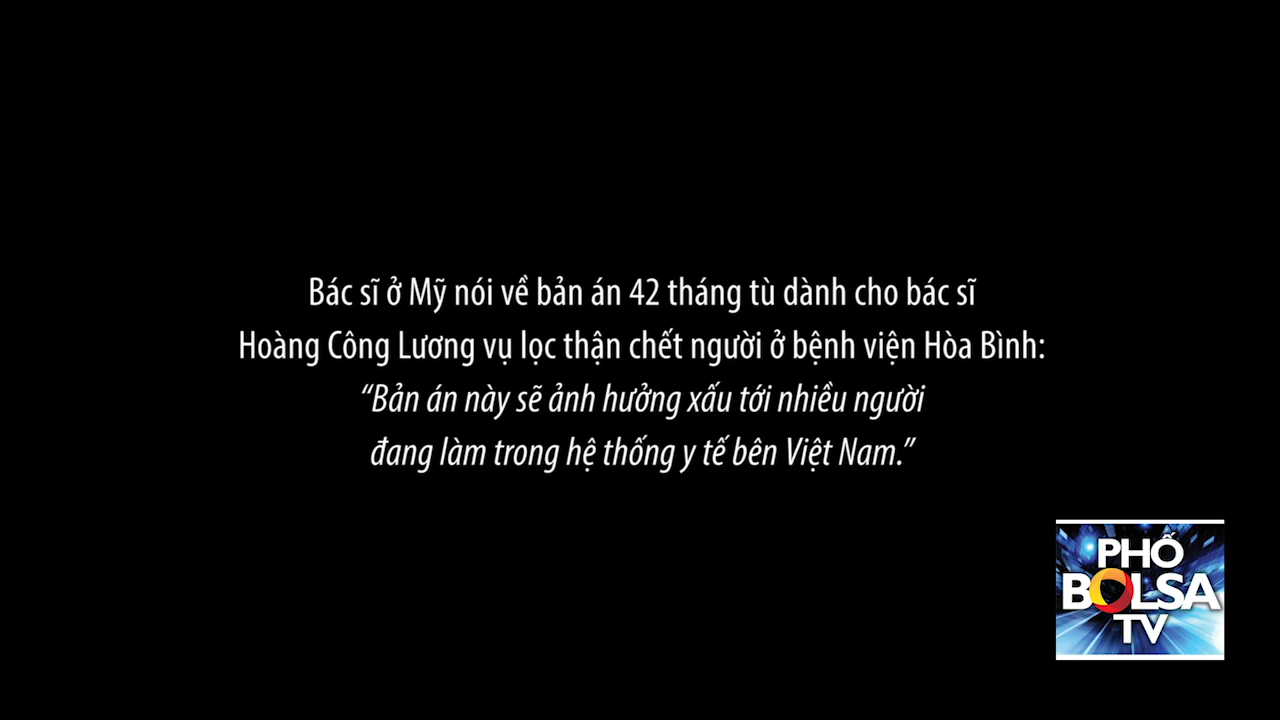 Bác sĩ ở Mỹ nói về bản án 42 tháng tù dành cho bác sĩ
Hoàng Công Lương vụ lọc thận chết người ở bệnh viện Hòa Bình:
“Bản án này sẽ ảnh hưởng xấu tới nhiều người
đang làm trong hệ thống y tế bên Việt Nam.”
PHỐ
BOLSA
TV